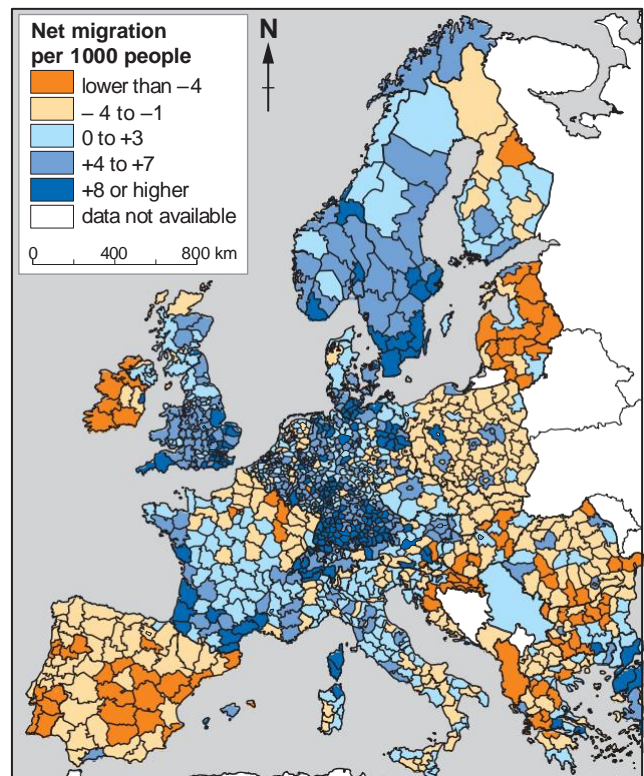 Net migration
per 1000 people
lower than –4
– 4 to –1
0 to +3
+4 to +7
+8 or higher
data not available
0 400 800 km
N